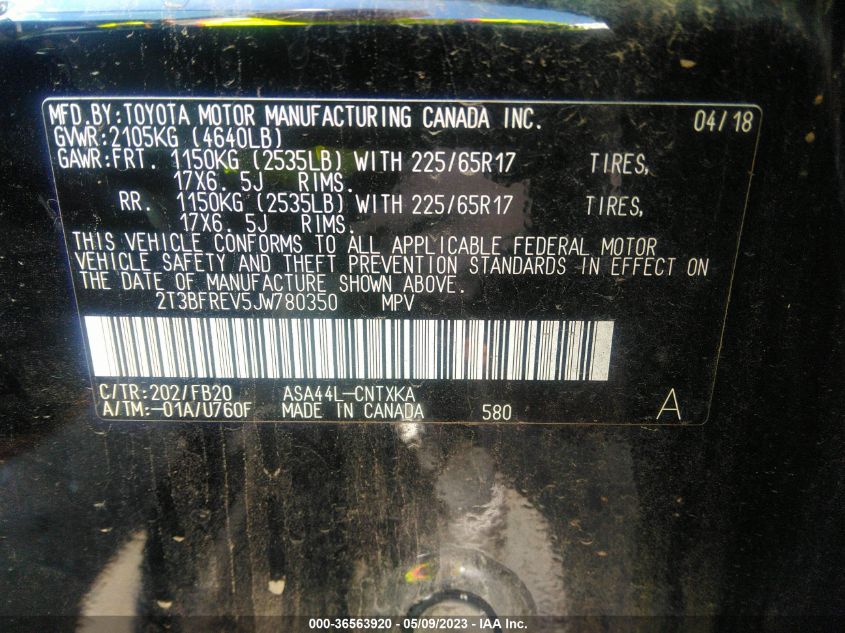 MFD.BY:TOYOTA MOTOR MANUFACTURING CANADA INC. 04/18
GVWR:2105KG (4640LB)
GAWR:FRT. 1150KG (2535LB) WITH 225/65R17 TIRES,
17X6. 5J RIMS.
RR. 1150KG (2535LB) WITH 225/65R17 TIRES,
17X6. 5J RIMS.
THIS VEHICLE CONFORMS TO ALL APPLICABLE FEDERAL MOTOR
VEHICLE SAFETY AND THEFT PREVENTION STANDARDS IN EFFECT ON
THE DATE OF MANUFACTURE SHOWN ABOVE.
2T3BFREV5JW780350 MPV
C/TR:202/FB20 ASA44L-CNTXKA
A/TM:-01A/U760F MADE IN CANADA 580 A
000-36563920 / 05/09/2023 - IAA Inc.